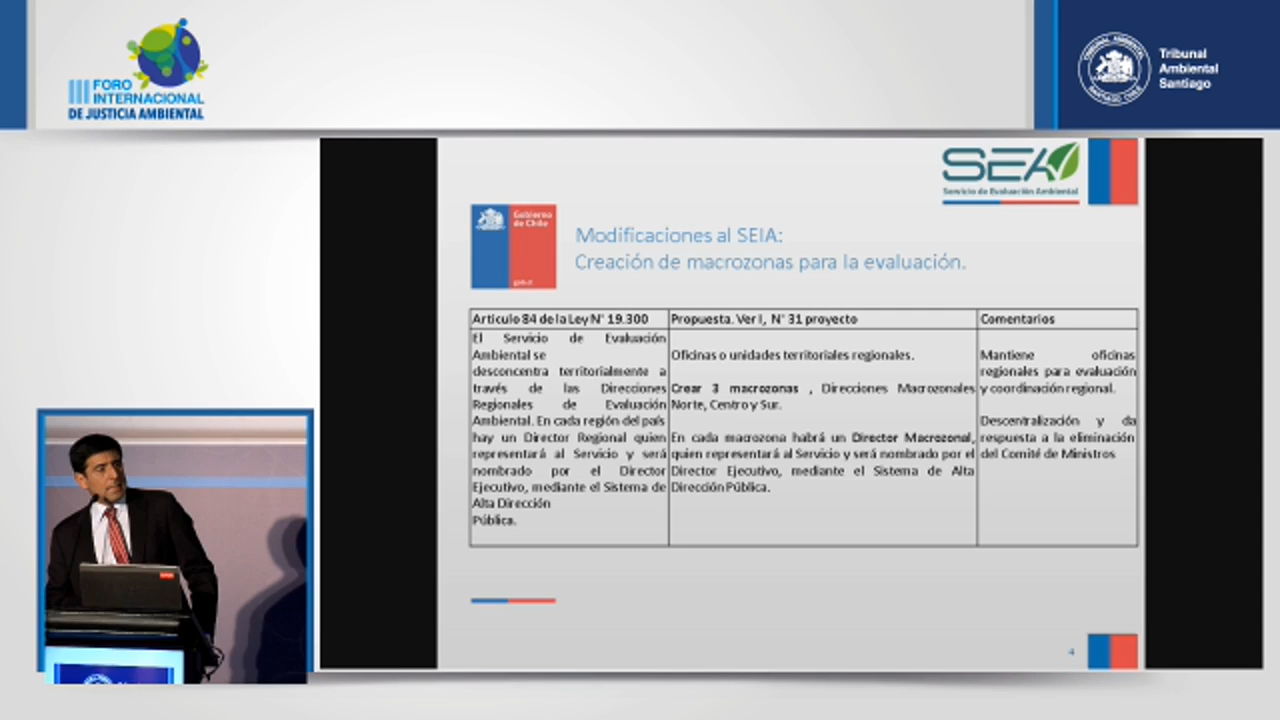 III FORO
INTERNACIONAL
DE JUSTICIA AMBIENTAL
TRIBUNAL AMBIENTAL
SANTIAGO CHILE
Tribunal
Ambiental
Santiago
SEA
Servicio de Evaluación Ambiental
Gobierno
de Chile
gob.cl
Modificaciones al SEIA:
Creación de macrozonas para la evaluación.
Artículo 84 de la Ley N° 19.300
El Servicio de Evaluación
Ambiental se
desconcentra territorialmente a
través de las Direcciones
Regionales de Evaluación
Ambiental. En cada región del país
hay un Director Regional quien
representará al Servicio y será
nombrado por el Director
Ejecutivo, mediante el Sistema de
Alta Dirección
Pública.
Propuesta. Ver I, N° 31 proyecto
Oficinas o unidades territoriales regionales.
Crear 3 macrozonas , Direcciones Macrozonales
Norte, Centro y Sur.
En cada macrozona habrá un Director Macrozonal,
quien representará al Servicio y será nombrado por el
Director Ejecutivo, mediante el Sistema de Alta
Dirección Pública.
Comentarios
Mantiene oficinas
regionales para evaluación
y coordinación regional.
Descentralización y da
respuesta a la eliminación
del Comité de Ministros
4